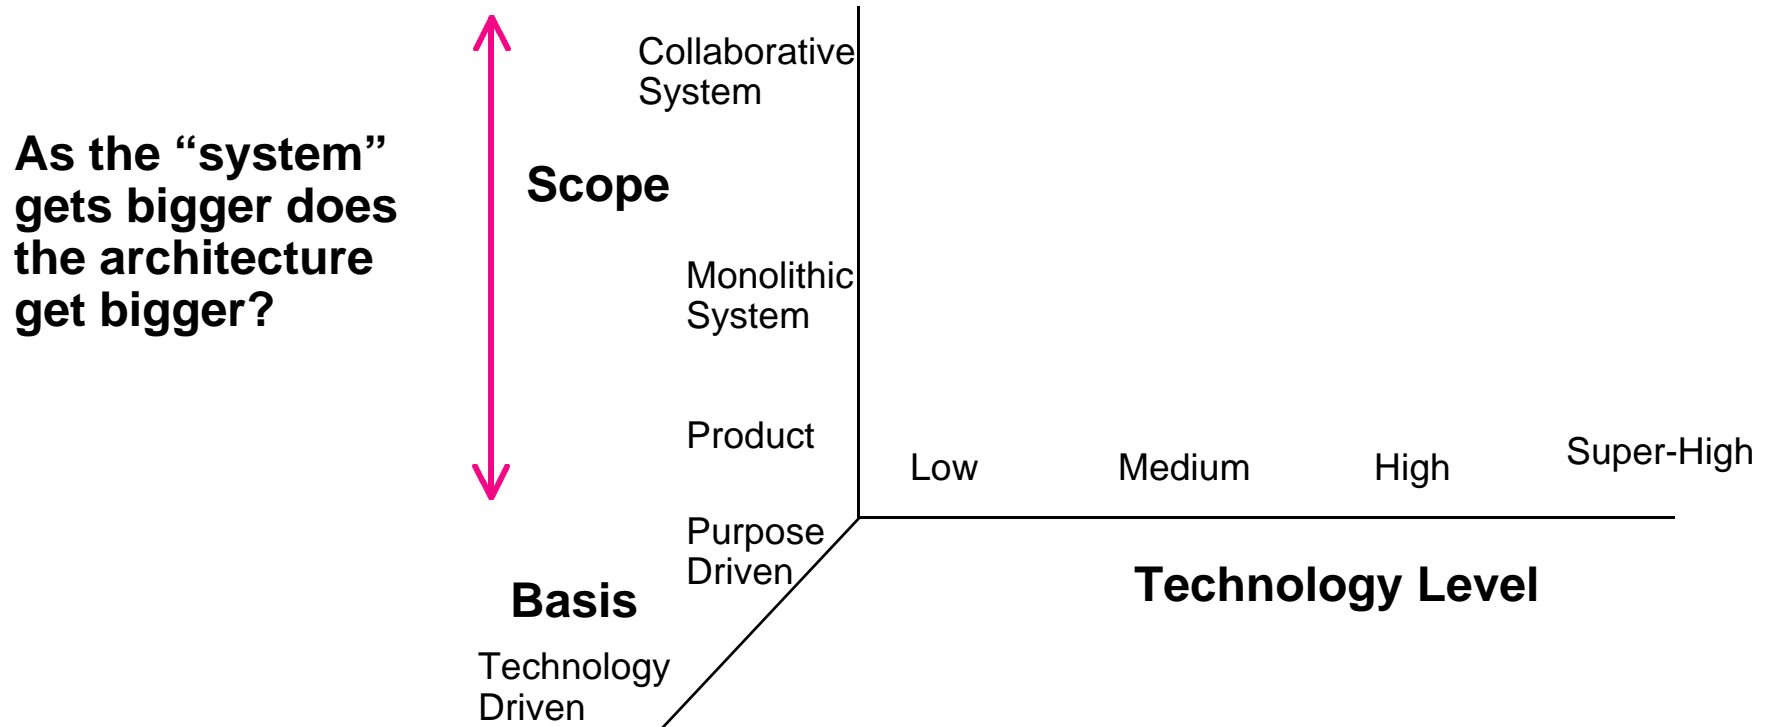 Collaborative
System
As the “system”
gets bigger does
the architecture
get bigger?
Scope
Monolithic
System
Product
Low
Medium
High
Super-High
Purpose
Driven
Basis
Technology Level
Technology
Driven